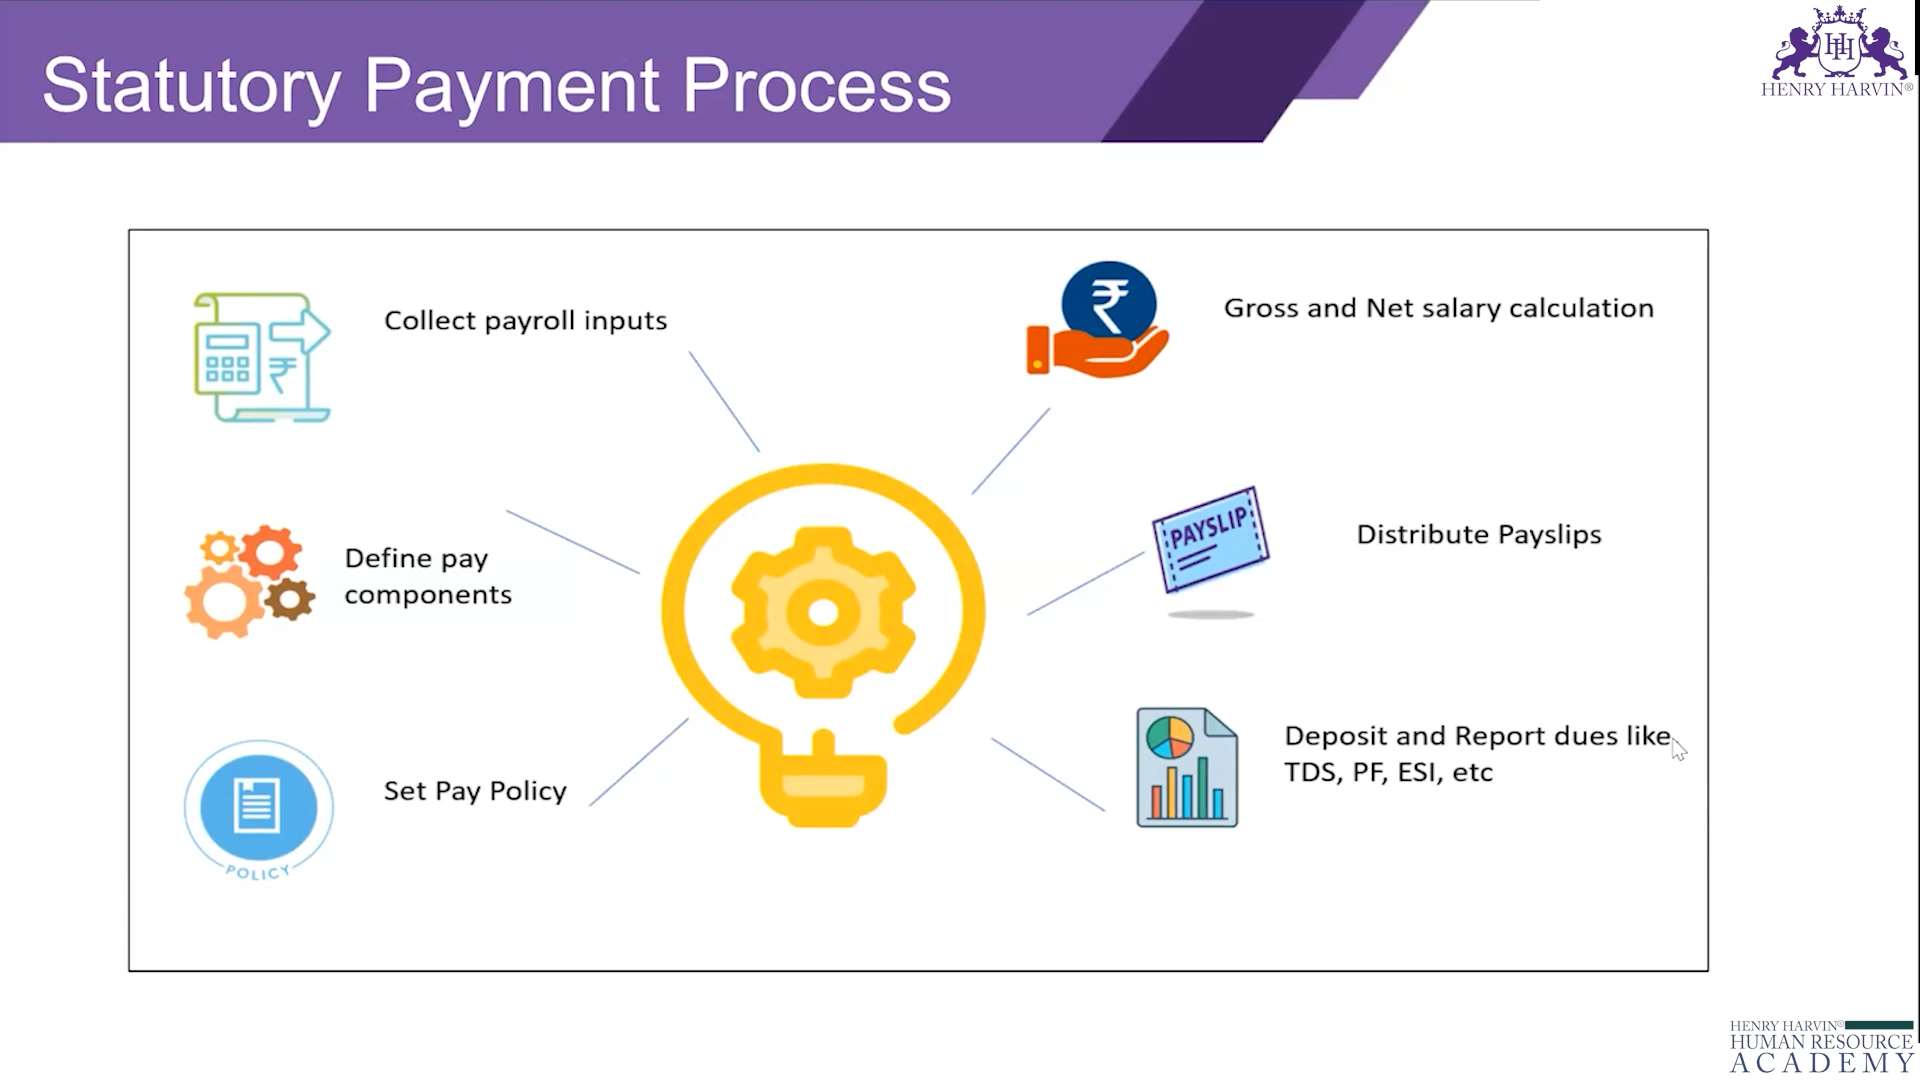 Statutory Payment Process
HH
HENRY HARVIN®
Collect payroll inputs
₹
Define pay
components
Set Pay Policy
POLICY
₹
Gross and Net salary calculation
PAYSLIP
Distribute Payslips
Deposit and Report dues like
TDS, PF, ESI, etc
HENRY HARVIN®
HUMAN RESOURCE
ACADEMY